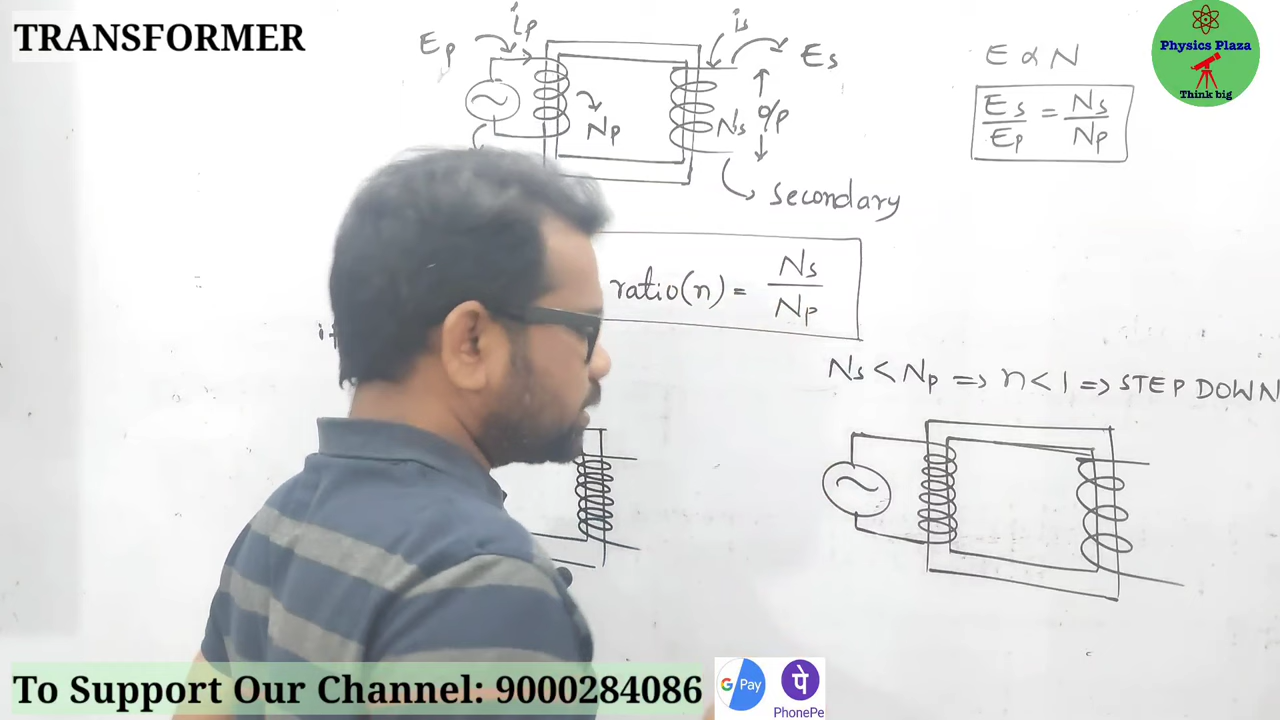 TRANSFORMER
Physics Plaza
Think big
Ep
ip
is
Es
E ∝ N
Es/Ep = Ns/Np
Np
Ns
o/p
secondary
ratio(n) = Ns/Np
Ns < Np => n < 1 => STEP DOWN
To Support Our Channel: 9000284086
G Pay
पे
PhonePe